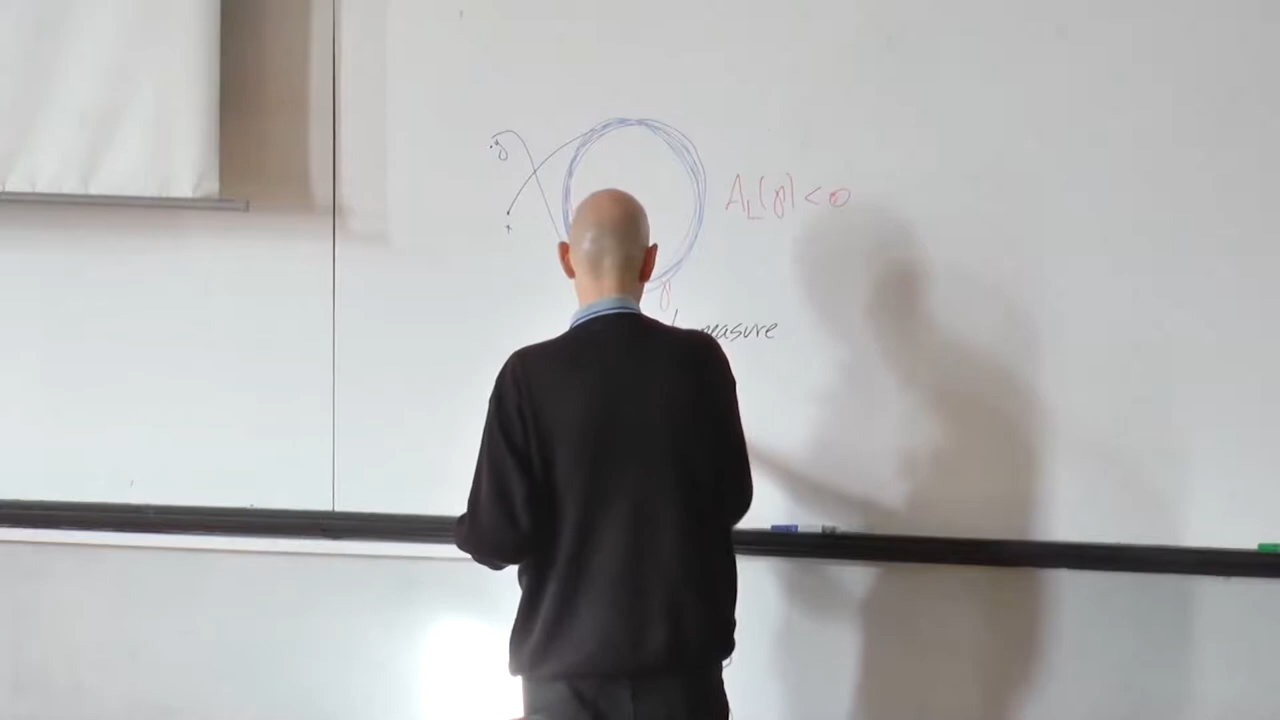 y
A_L(γ) < 0
x
γ
measure